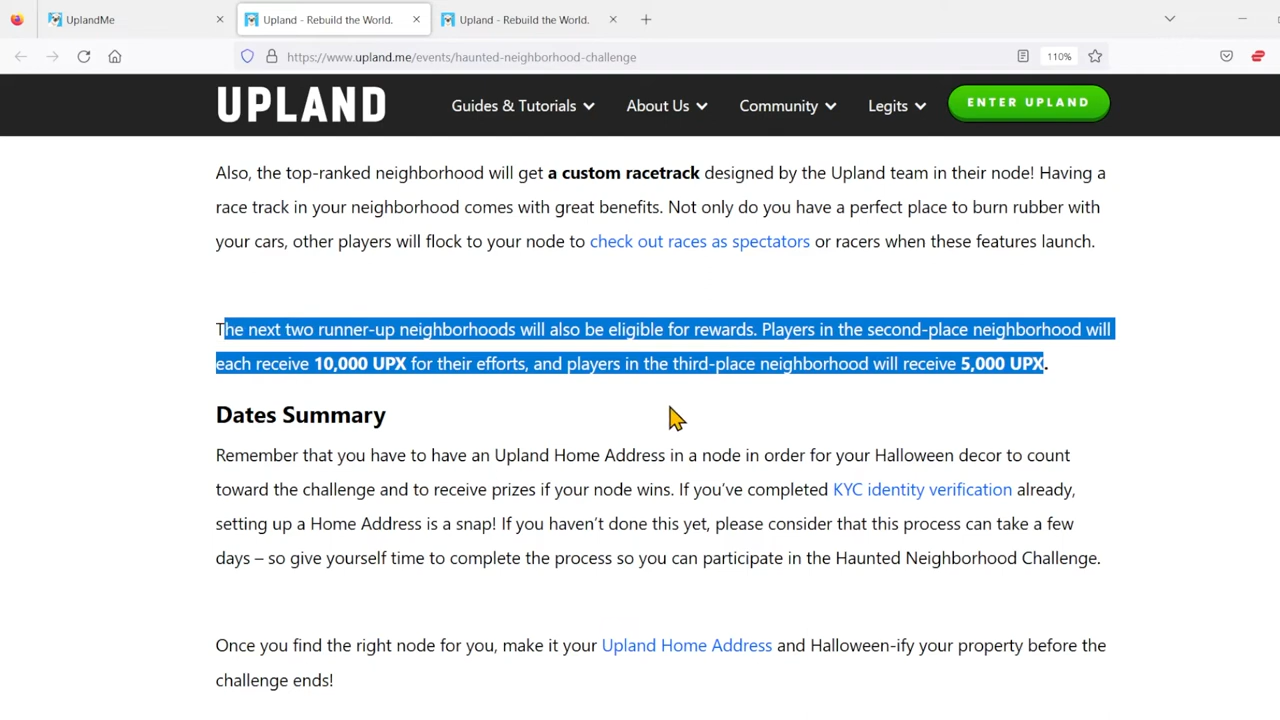 UplandMe
Upland - Rebuild the World.
Upland - Rebuild the World.
https://www.upland.me/events/haunted-neighborhood-challenge
110%
UPLAND
Guides & Tutorials
About Us
Community
Legits
ENTER UPLAND
Also, the top-ranked neighborhood will get a custom racetrack designed by the Upland team in their node! Having a
race track in your neighborhood comes with great benefits. Not only do you have a perfect place to burn rubber with
your cars, other players will flock to your node to check out races as spectators or racers when these features launch.
The next two runner-up neighborhoods will also be eligible for rewards. Players in the second-place neighborhood will
each receive 10,000 UPX for their efforts, and players in the third-place neighborhood will receive 5,000 UPX.
Dates Summary
Remember that you have to have an Upland Home Address in a node in order for your Halloween decor to count
toward the challenge and to receive prizes if your node wins. If you’ve completed KYC identity verification already,
setting up a Home Address is a snap! If you haven’t done this yet, please consider that this process can take a few
days – so give yourself time to complete the process so you can participate in the Haunted Neighborhood Challenge.
Once you find the right node for you, make it your Upland Home Address and Halloween-ify your property before the
challenge ends!